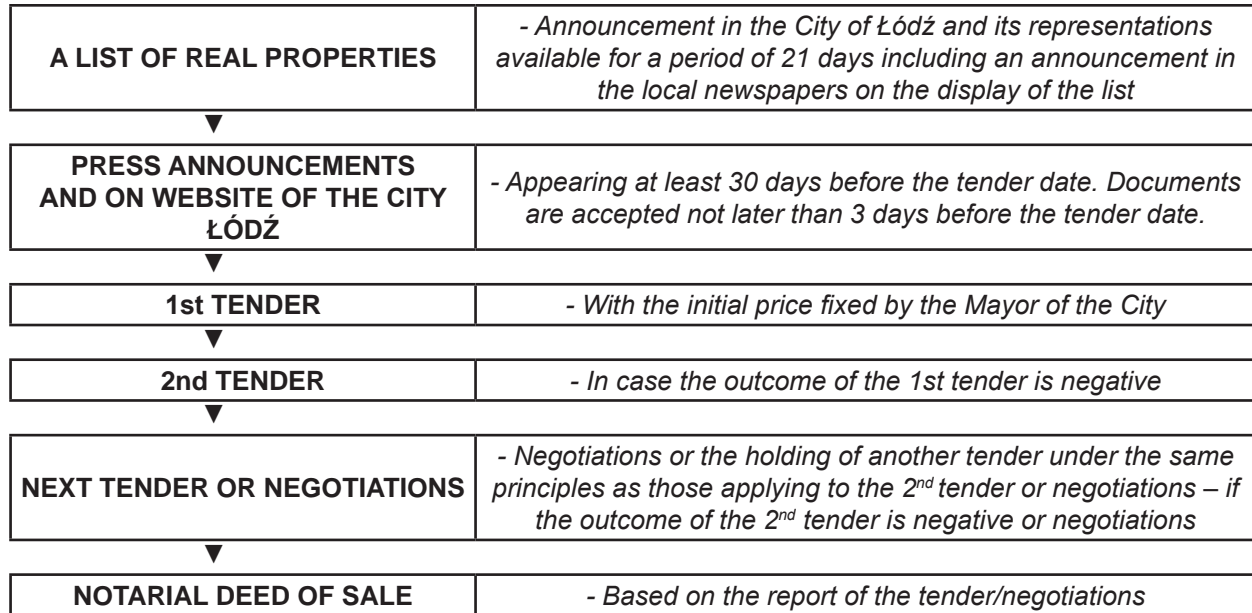 A LIST OF REAL PROPERTIES
- Announcement in the City of Łódź and its representations
available for a period of 21 days including an announcement in
the local newspapers on the display of the list
▼
PRESS ANNOUNCEMENTS
AND ON WEBSITE OF THE CITY
ŁÓDŹ
- Appearing at least 30 days before the tender date. Documents
are accepted not later than 3 days before the tender date.
▼
1st TENDER
- With the initial price fixed by the Mayor of the City
▼
2nd TENDER
- In case the outcome of the 1st tender is negative
▼
NEXT TENDER OR NEGOTIATIONS
- Negotiations or the holding of another tender under the same
principles as those applying to the 2nd tender or negotiations – if
the outcome of the 2nd tender is negative or negotiations
▼
NOTARIAL DEED OF SALE
- Based on the report of the tender/negotiations